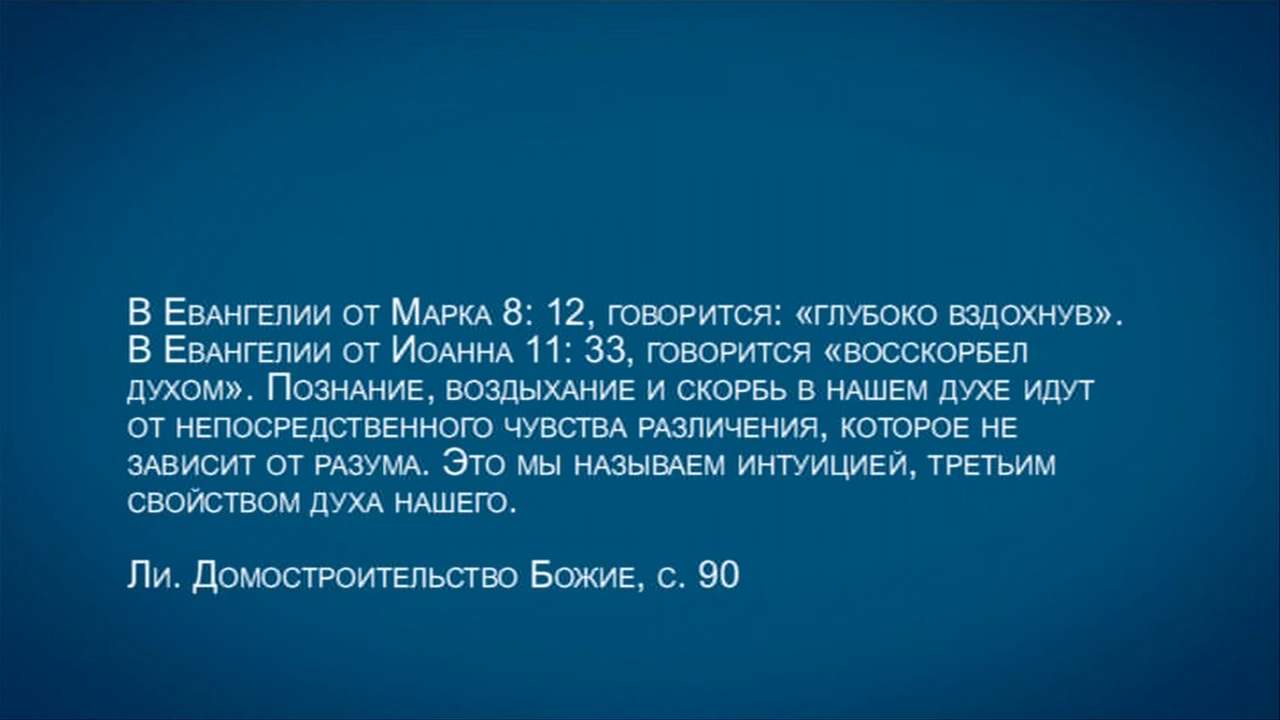 В Евангелии от Марка 8: 12, говорится: «глубоко вздохнув».
В Евангелии от Иоанна 11: 33, говорится «восскорбел
духом». Познание, воздыхание и скорбь в нашем духе идут
от непосредственного чувства различения, которое не
зависит от разума. Это мы называем интуицией, третьим
свойством духа нашего.
Ли. Домостроительство Божие, с. 90